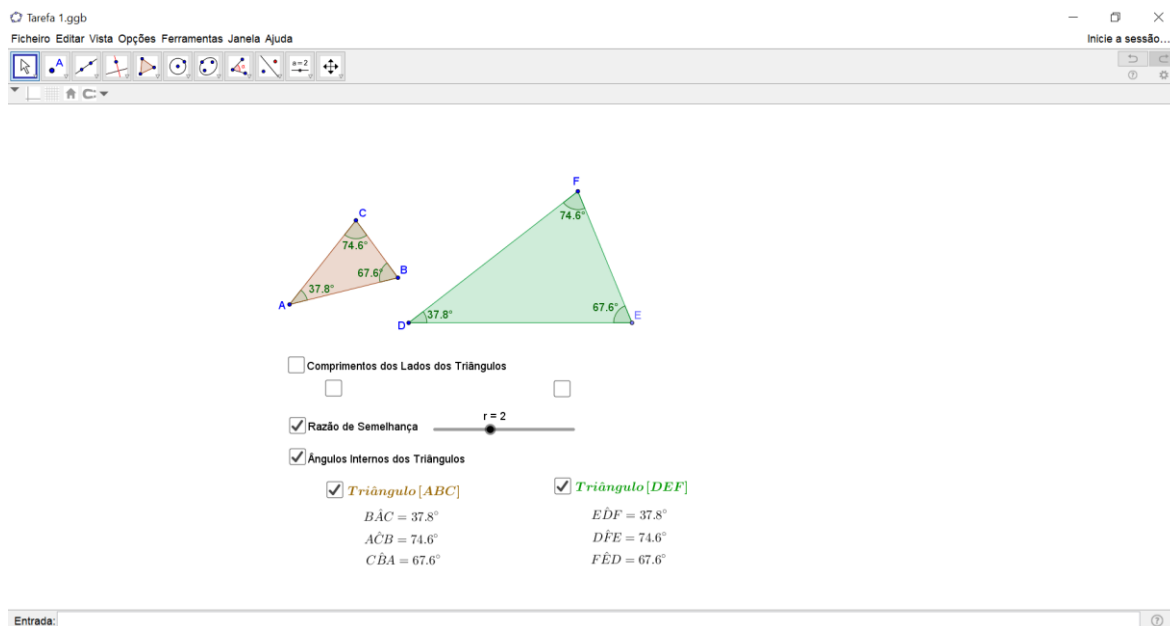 Tarefa 1.ggb
Ficheiro Editar Vista Opções Ferramentas Janela Ajuda
Inicie a sessão...
A
a=2
F
74.6°
C
74.6°
67.6°
B
37.8°
A
67.6°
E
37.8°
D
Comprimentos dos Lados dos Triângulos
r = 2
Razão de Semelhança
Ângulos Internos dos Triângulos
Triângulo [ABC]
Triângulo [DEF]
BÂC = 37.8°
ED̂F = 37.8°
AĈB = 74.6°
DF̂E = 74.6°
CB̂A = 67.6°
FÊD = 67.6°
Entrada: